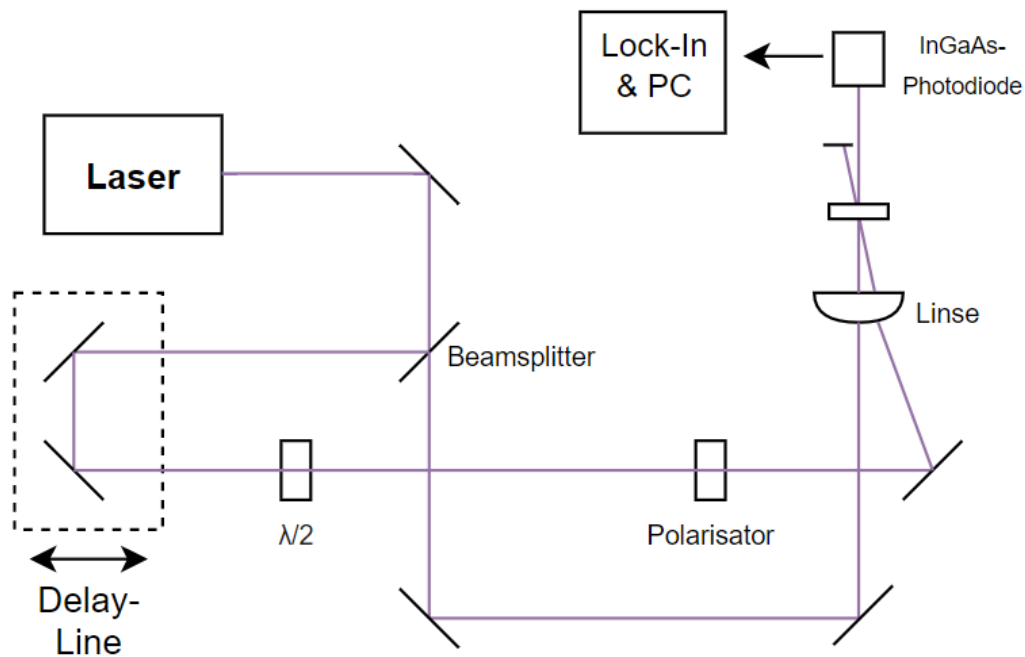 Lock-In
& PC
InGaAs-
Photodiode
Laser
Linse
Beamsplitter
λ/2
Polarisator
Delay-
Line